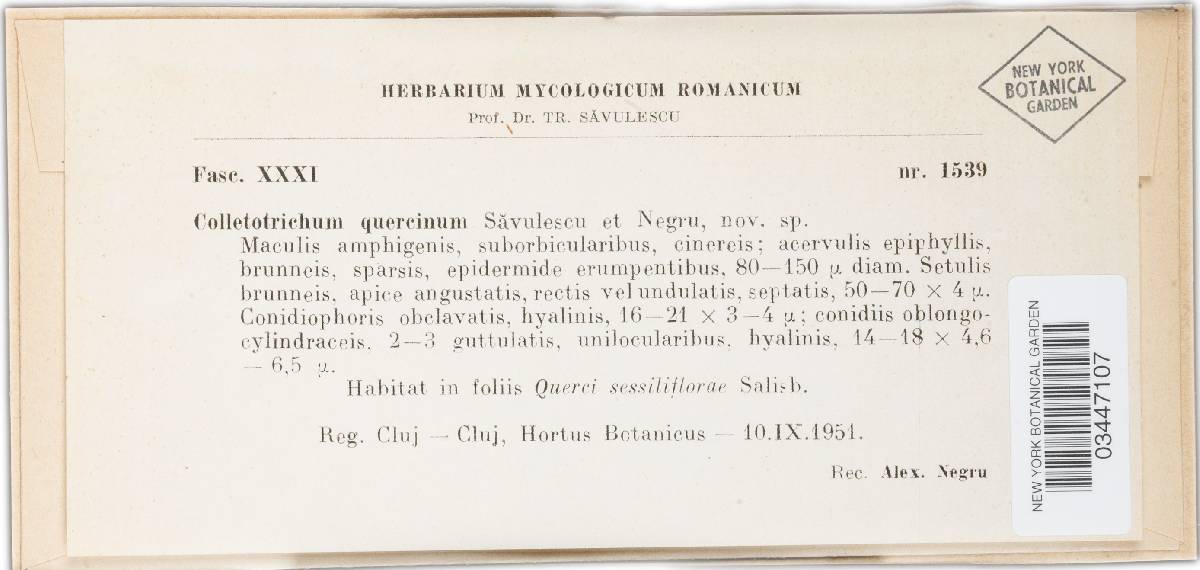 HERBARIUM MYCOLOGICUM ROMANICUM
Prof. Dr. TR. SĂVULESCU
NEW YORK
BOTANICAL
GARDEN
Fasc. XXXI nr. 1539
Colletotrichum quercinum Săvulescu et Negru, nov. sp.
Maculis amphigenis, suborbicularibus, cinereis; acervulis epiphyllis,
brunneis, sparsis, epidermide erumpentibus, 80—150 μ diam. Setulis
brunneis, apice angustatis, rectis vel undulatis, septatis, 50—70 × 4 μ.
Conidiophoris obclavatis, hyalinis, 16—21 × 3—4 μ; conidiis oblongo-
cylindraceis, 2—3 guttulatis, unilocularibus, hyalinis, 14—18 × 4,6
— 6,5 μ.
Habitat in foliis Querci sessiliflorae Salisb.
Reg. Cluj — Cluj, Hortus Botanicus — 10.IX.1951.
Rec. Alex. Negru
NEW YORK BOTANICAL GARDEN
03447107